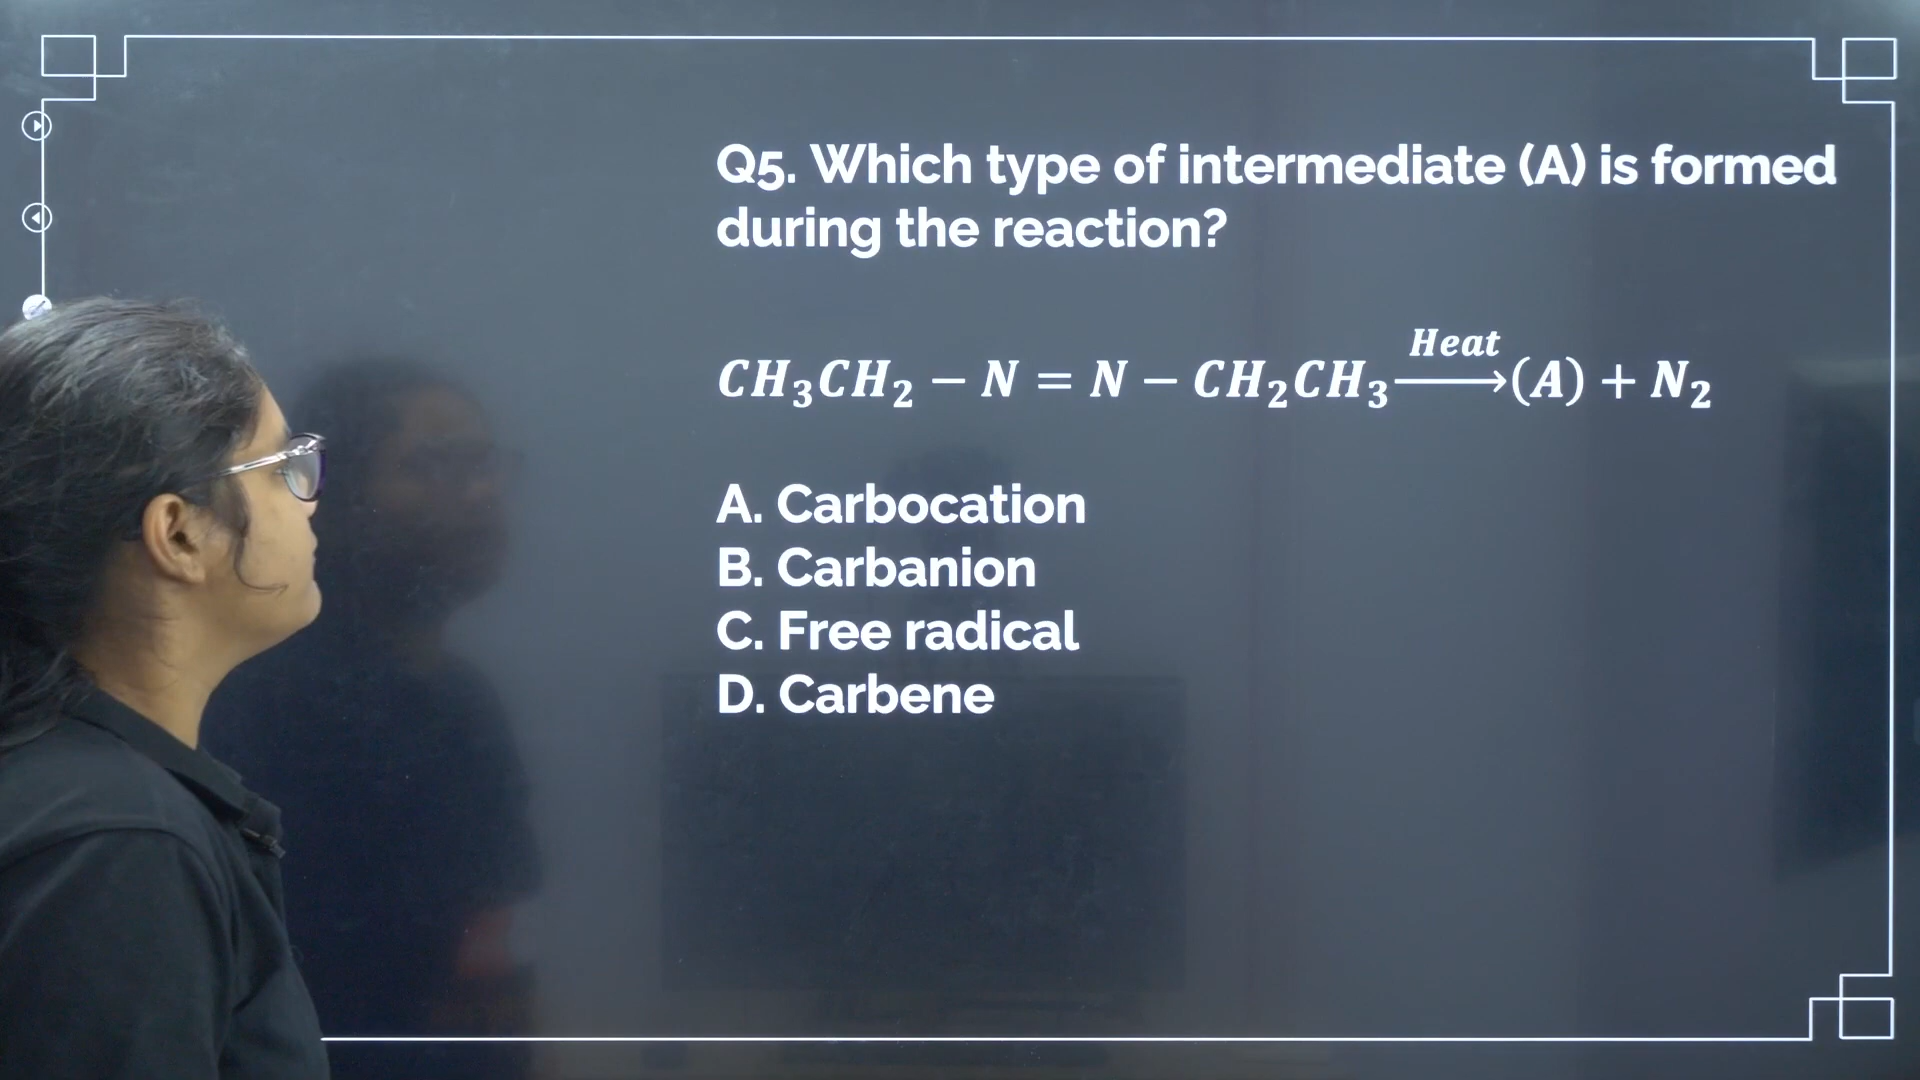 Q5. Which type of intermediate (A) is formed
during the reaction?
Heat
CH₃CH₂ − N = N − CH₂CH₃ ⟶ (A) + N₂
A. Carbocation
B. Carbanion
C. Free radical
D. Carbene